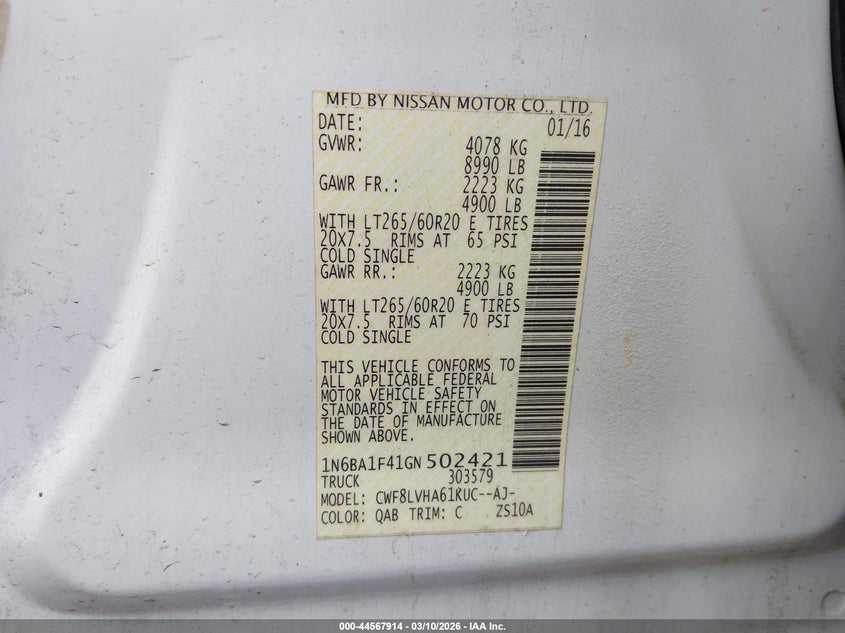 MFD BY NISSAN MOTOR CO., LTD.
DATE: 01/16
GVWR: 4078 KG
8990 LB
GAWR FR.: 2223 KG
4900 LB
WITH LT265/60R20 E TIRES
20X7.5 RIMS AT 65 PSI
COLD SINGLE
GAWR RR.: 2223 KG
4900 LB
WITH LT265/60R20 E TIRES
20X7.5 RIMS AT 70 PSI
COLD SINGLE
THIS VEHICLE CONFORMS TO
ALL APPLICABLE FEDERAL
MOTOR VEHICLE SAFETY
STANDARDS IN EFFECT ON
THE DATE OF MANUFACTURE
SHOWN ABOVE.
1N6BA1F41GN 502421
TRUCK 303579
MODEL: CWF8LVHA61KUC--AJ-
COLOR: QAB TRIM: C ZS10A
000-44567914 — 03/10/2026 — IAA Inc.